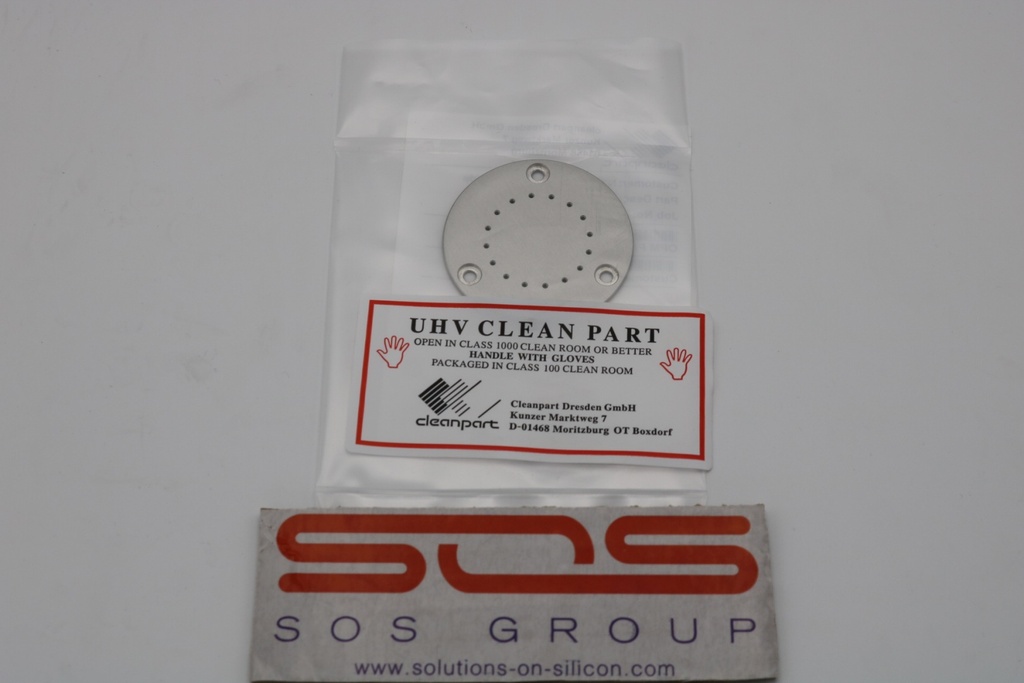 UHV CLEAN PART
OPEN IN CLASS 1000 CLEAN ROOM OR BETTER
HANDLE WITH GLOVES
PACKAGED IN CLASS 100 CLEAN ROOM
cleanpart
Cleanpart Dresden GmbH
Kunzer Marktweg 7
D-01468 Moritzburg OT Boxdorf
SOS
SOS GROUP
www.solutions-on-silicon.com